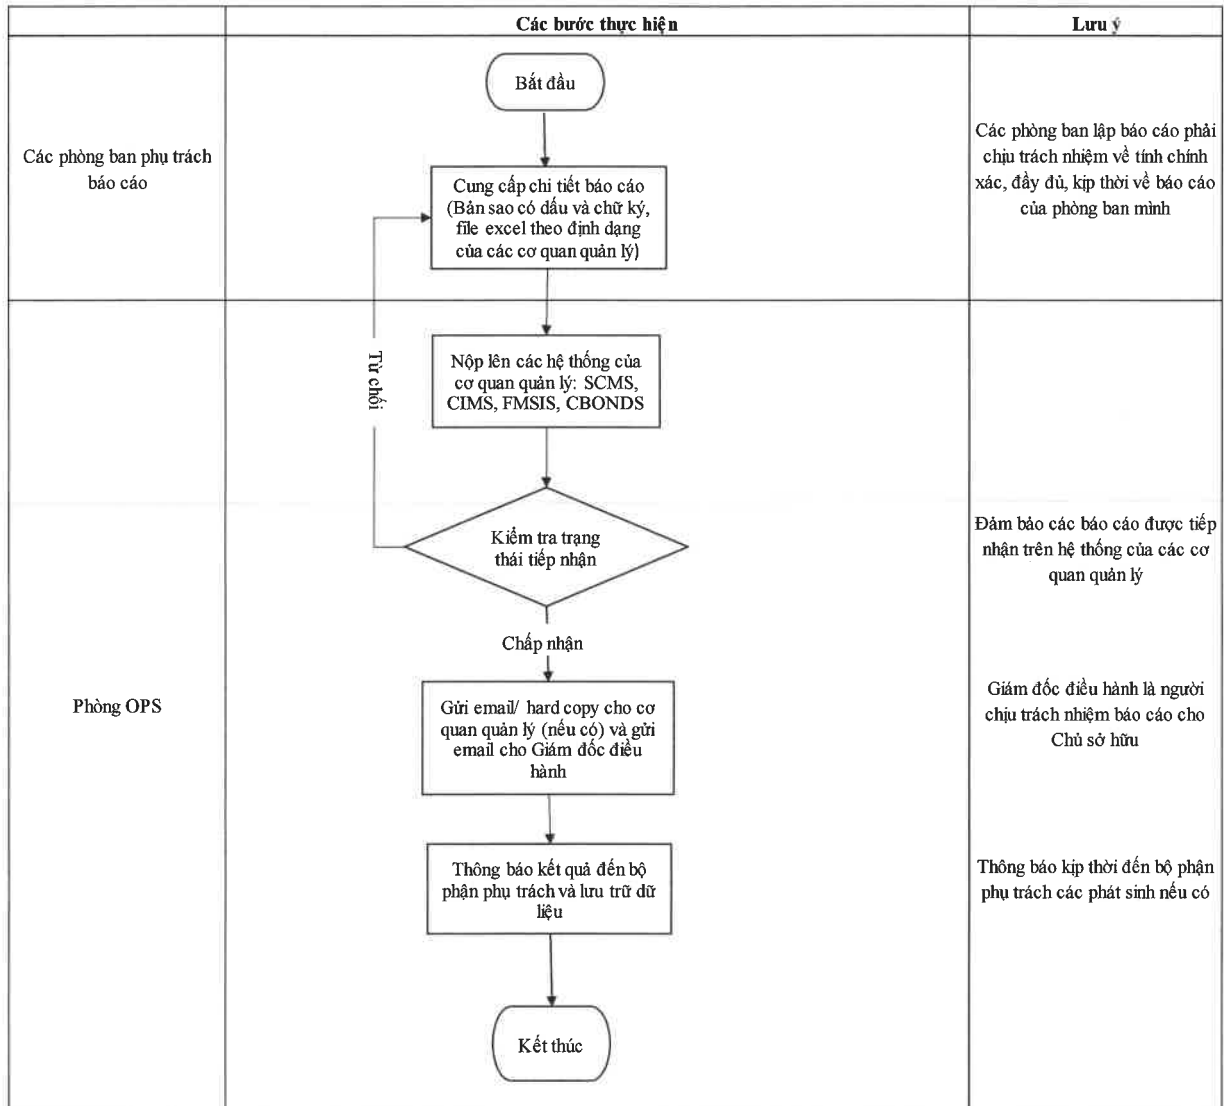 Các bước thực hiện
Lưu ý
Bắt đầu
Các phòng ban phụ trách
báo cáo
Cung cấp chi tiết báo cáo
(Bản sao có dấu và chữ ký,
file excel theo định dạng
của các cơ quan quản lý)
Các phòng ban lập báo cáo phải
chịu trách nhiệm về tính chính
xác, đầy đủ, kịp thời về báo cáo
của phòng ban mình
Nộp lên các hệ thống của
cơ quan quản lý: SCMS,
CIMS, FMSIS, CBONDS
Từ chối
Kiểm tra trạng
thái tiếp nhận
Đảm bảo các báo cáo được tiếp
nhận trên hệ thống của các cơ
quan quản lý
Chấp nhận
Phòng OPS
Gửi email/ hard copy cho cơ
quan quản lý (nếu có) và gửi
email cho Giám đốc điều
hành
Giám đốc điều hành là người
chịu trách nhiệm báo cáo cho
Chủ sở hữu
Thông báo kết quả đến bộ
phận phụ trách và lưu trữ dữ
liệu
Thông báo kịp thời đến bộ phận
phụ trách các phát sinh nếu có
Kết thúc